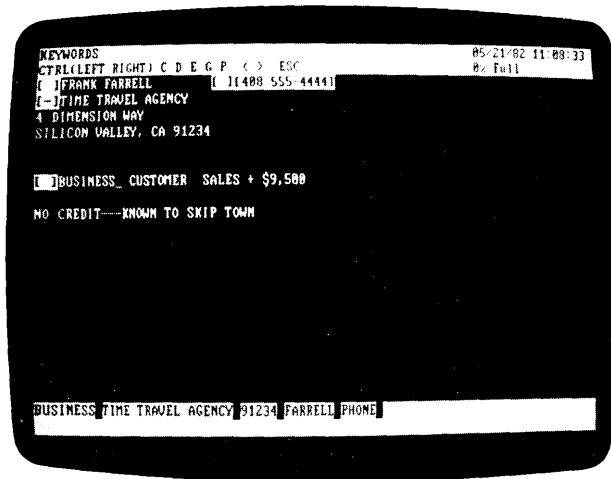 KEYWORDS 05/21/82 11:08:33
CTRL(LEFT RIGHT) C D E G P < > ESC 0% Full
[ ]FRANK FARRELL [ ][408 555-4444]
[-]TIME TRAVEL AGENCY
4 DIMENSION WAY
SILICON VALLEY, CA 91234
[ ]BUSINESS_ CUSTOMER SALES + $9,500
NO CREDIT---KNOWN TO SKIP TOWN
BUSINESS TIME TRAVEL AGENCY 91234 FARRELL PHONE